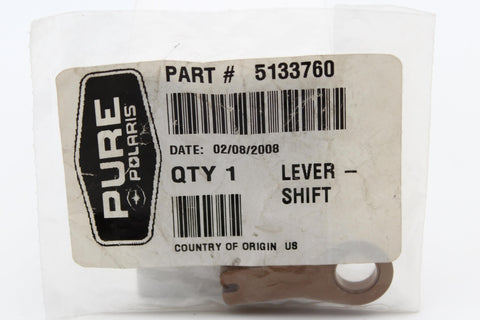 PURE
POLARIS
PART # 5133760
DATE: 02/08/2008
QTY 1 LEVER -
SHIFT
COUNTRY OF ORIGIN US